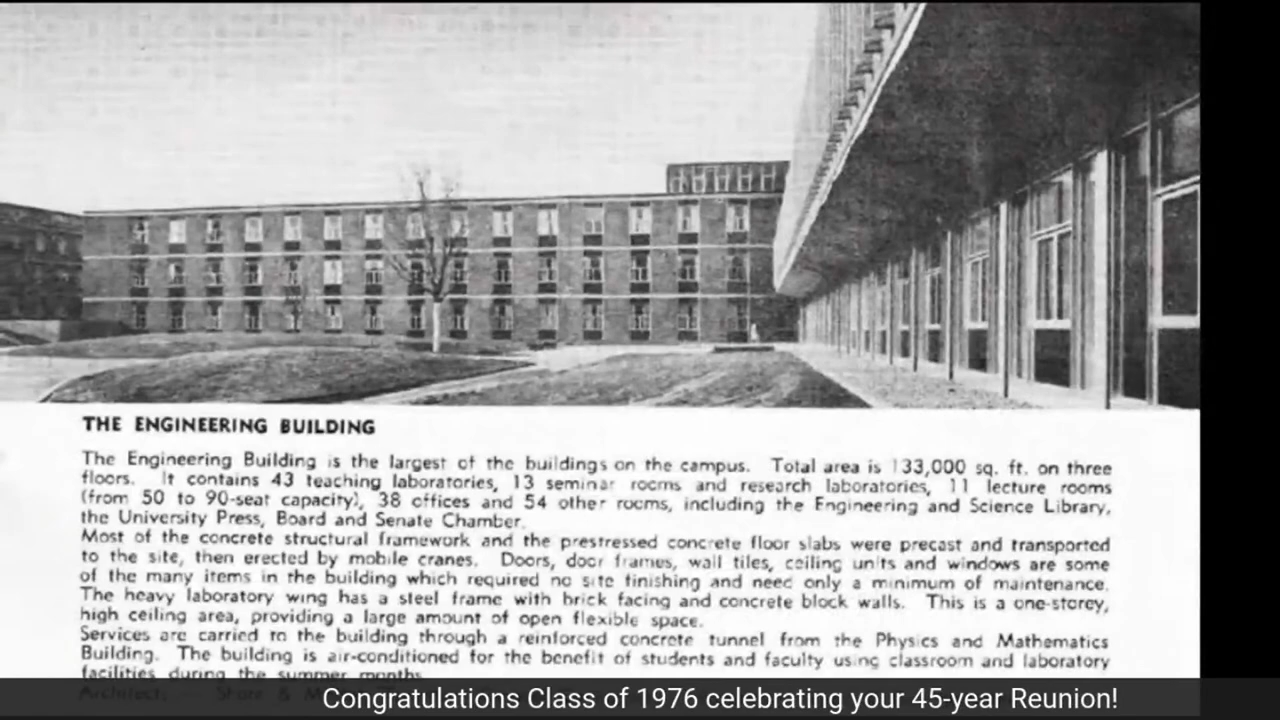 THE ENGINEERING BUILDING
The Engineering Building is the largest of the buildings on the campus. Total area is 133,000 sq. ft. on three
floors. It contains 43 teaching laboratories, 13 seminar rooms and research laboratories, 11 lecture rooms
(from 50 to 90-seat capacity), 38 offices and 54 other rooms, including the Engineering and Science Library,
the University Press, Board and Senate Chamber.
Most of the concrete structural framework and the prestressed concrete floor slabs were precast and transported
to the site, then erected by mobile cranes. Doors, door frames, wall tiles, ceiling units and windows are some
of the many items in the building which required no site finishing and need only a minimum of maintenance.
The heavy laboratory wing has a steel frame with brick facing and concrete block walls. This is a one-storey,
high ceiling area, providing a large amount of open flexible space.
Services are carried to the building through a reinforced concrete tunnel from the Physics and Mathematics
Building. The building is air-conditioned for the benefit of students and faculty using classroom and laboratory
facilities during the summer months.
Congratulations Class of 1976 celebrating your 45-year Reunion!